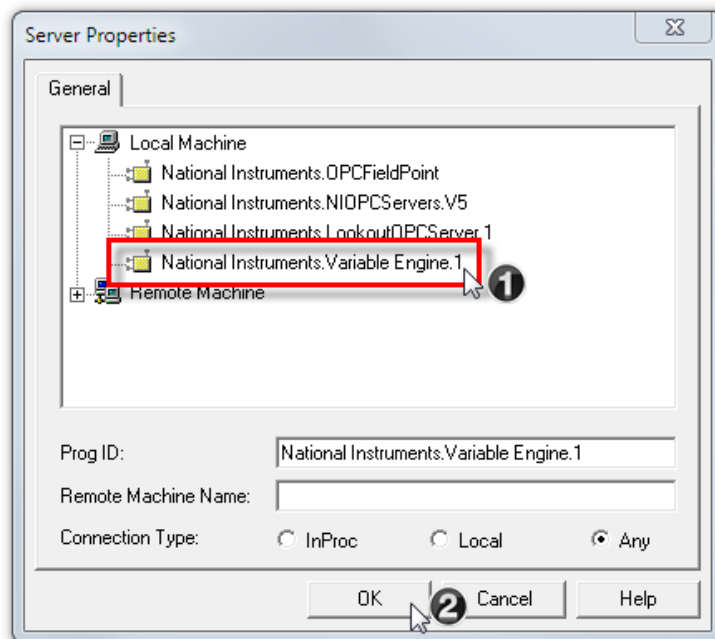 Server Properties
General
Local Machine
National Instruments.OPCFieldPoint
National Instruments.NIOPCServers.V5
National Instruments.LookoutOPCServer.1
National Instruments.Variable Engine.1
1
Remote Machine
Prog ID: National Instruments.Variable Engine.1
Remote Machine Name:
Connection Type: InProc Local Any
OK 2 Cancel Help